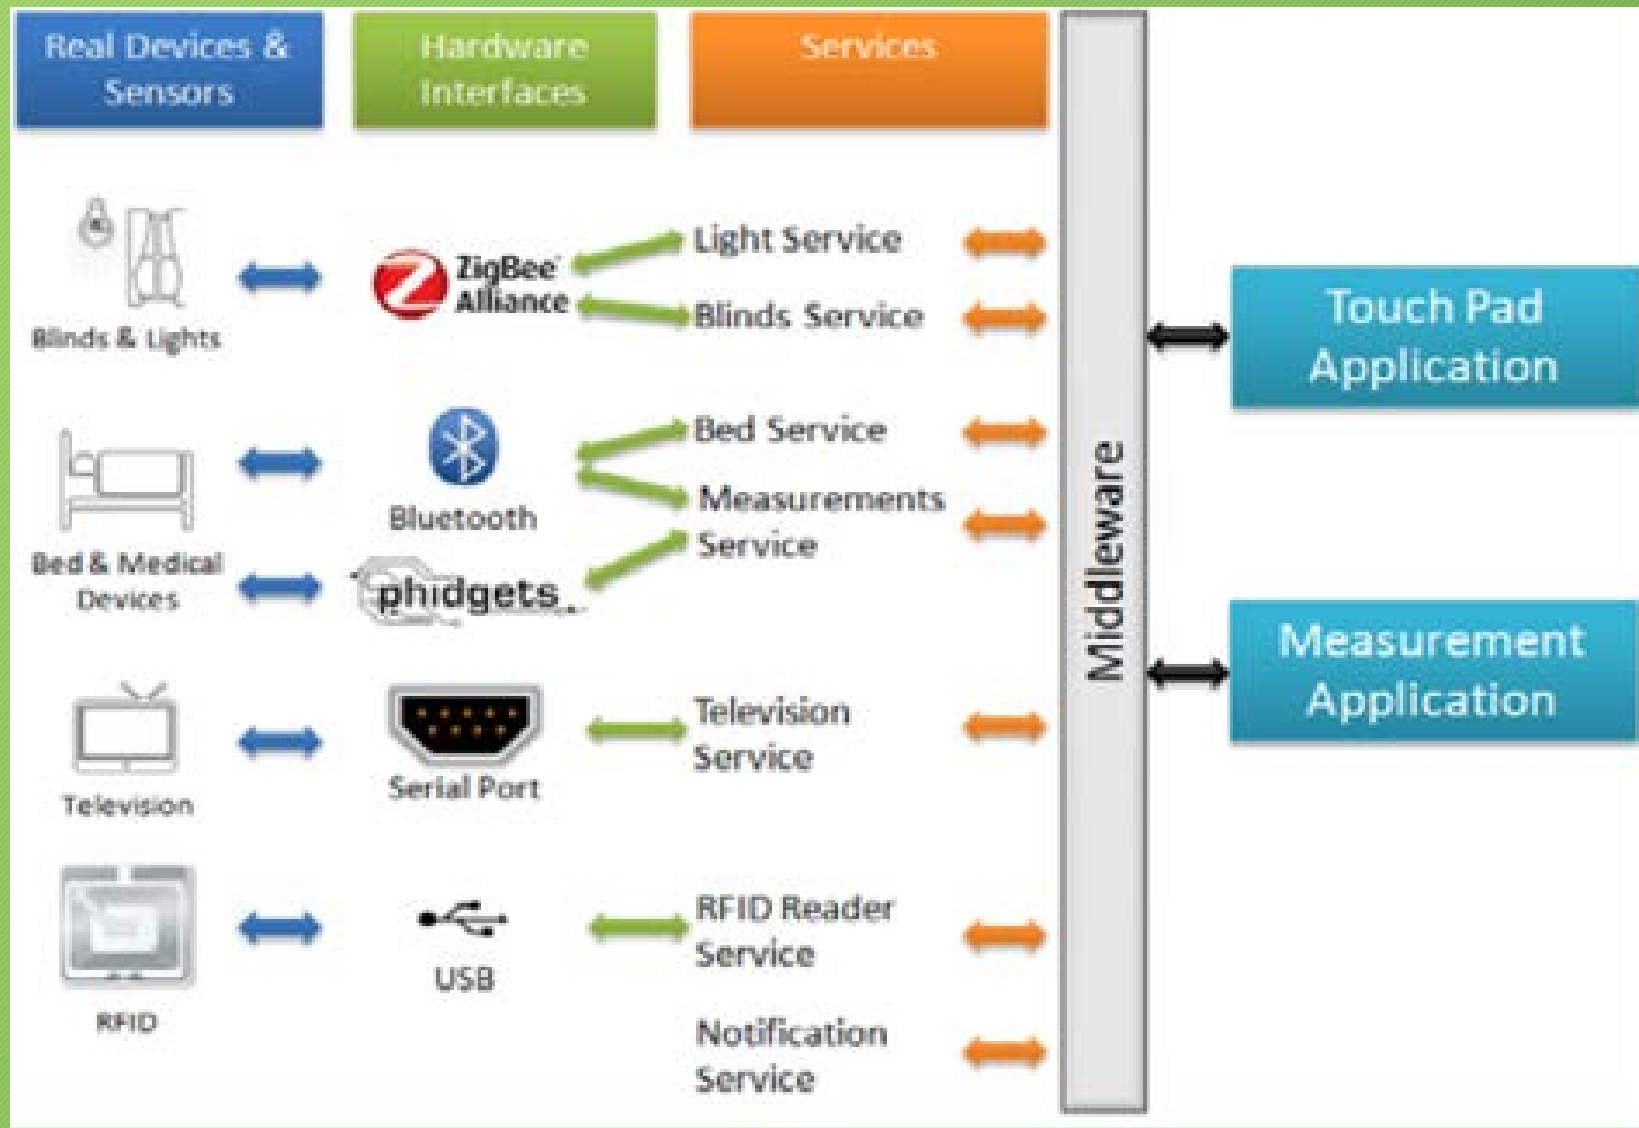 Real Devices &
Sensors
Hardware
Interfaces
Services
Blinds & Lights
ZigBee
Alliance
Light Service
Blinds Service
Bed & Medical
Devices
Bluetooth
phidgets
Bed Service
Measurements
Service
Television
Serial Port
Television
Service
RFID
USB
RFID Reader
Service
Notification
Service
Middleware
Touch Pad
Application
Measurement
Application